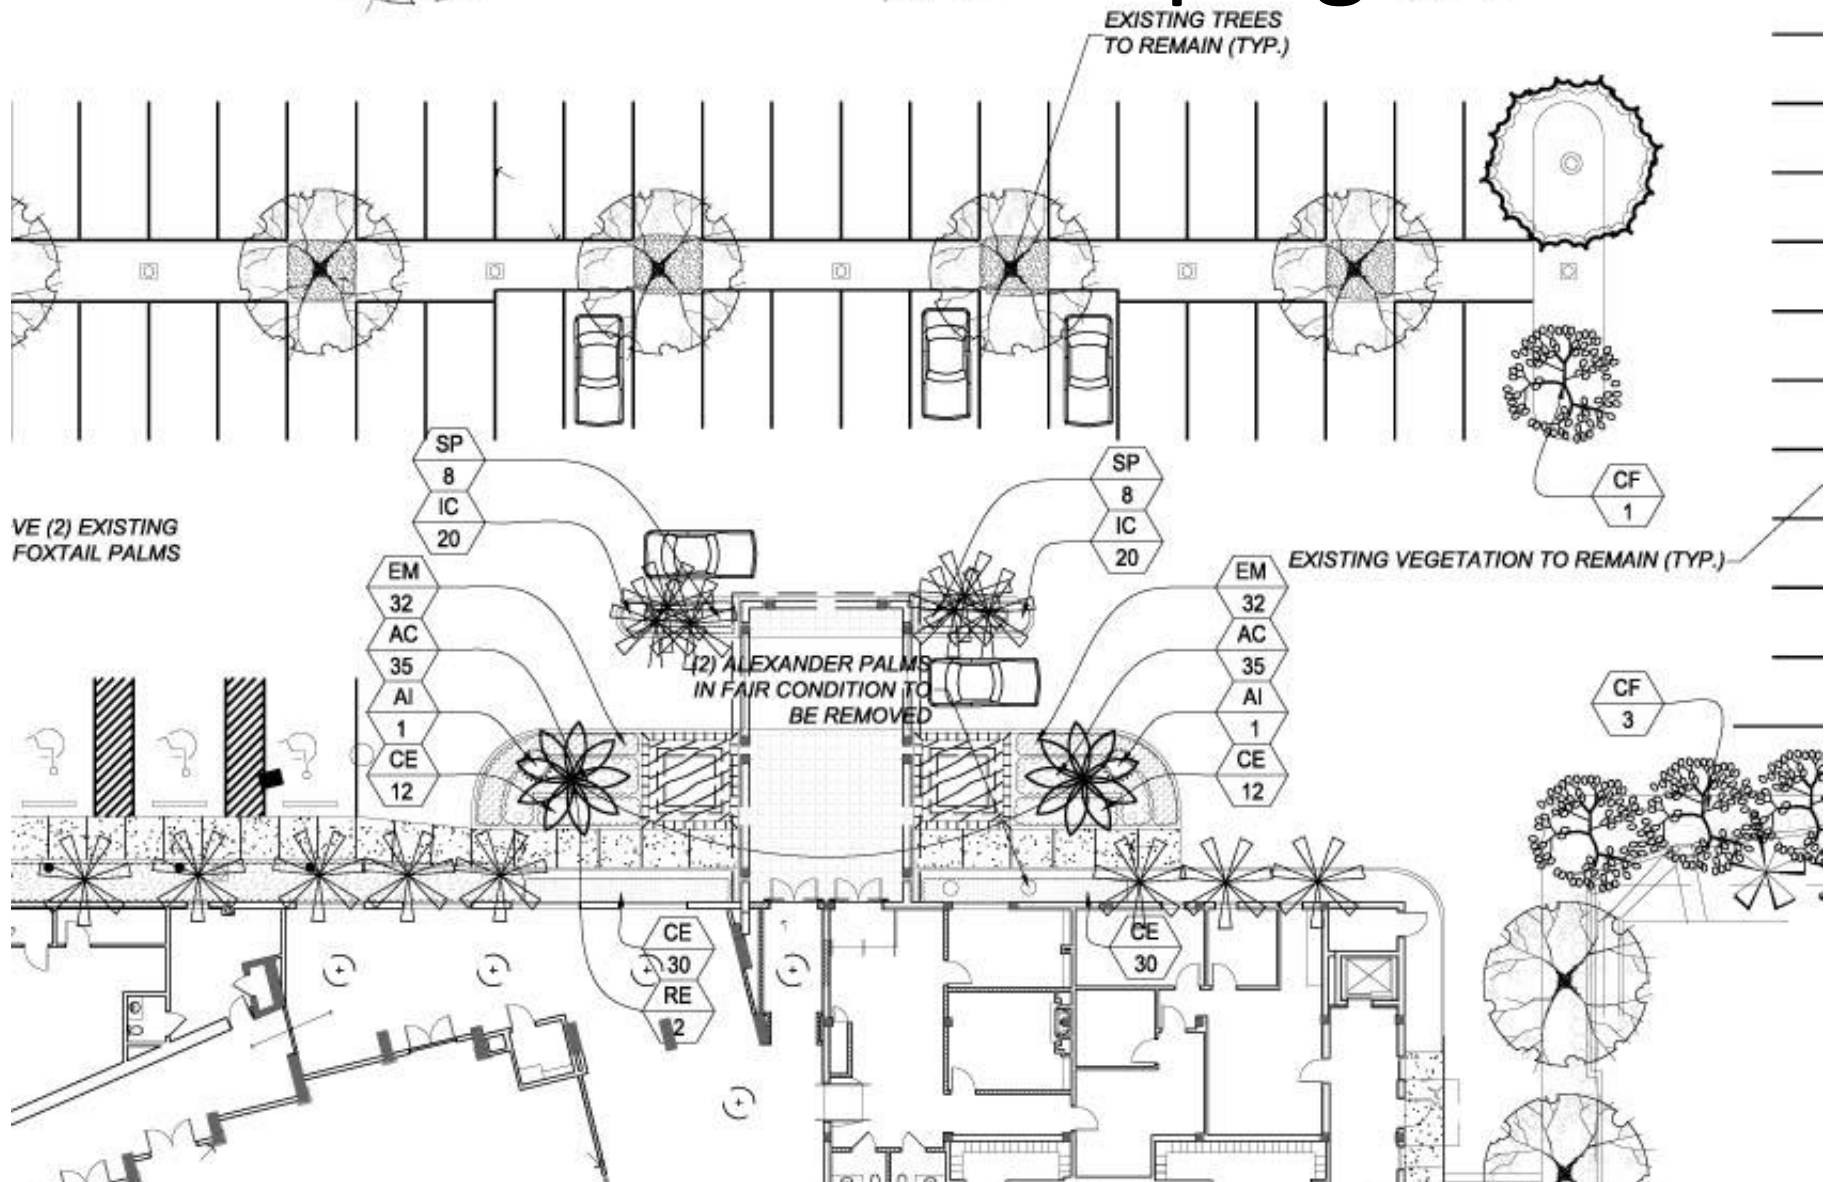 EXISTING TREES
TO REMAIN (TYP.)
SP
8
IC
20
SP
8
IC
20
CF
1
VE (2) EXISTING
FOXTAIL PALMS
EXISTING VEGETATION TO REMAIN (TYP.)
EM
32
AC
35
AI
1
CE
12
(2) ALEXANDER PALMS
IN FAIR CONDITION TO
BE REMOVED
EM
32
AC
35
AI
1
CE
12
CF
3
CE
30
RE
2
CE
30